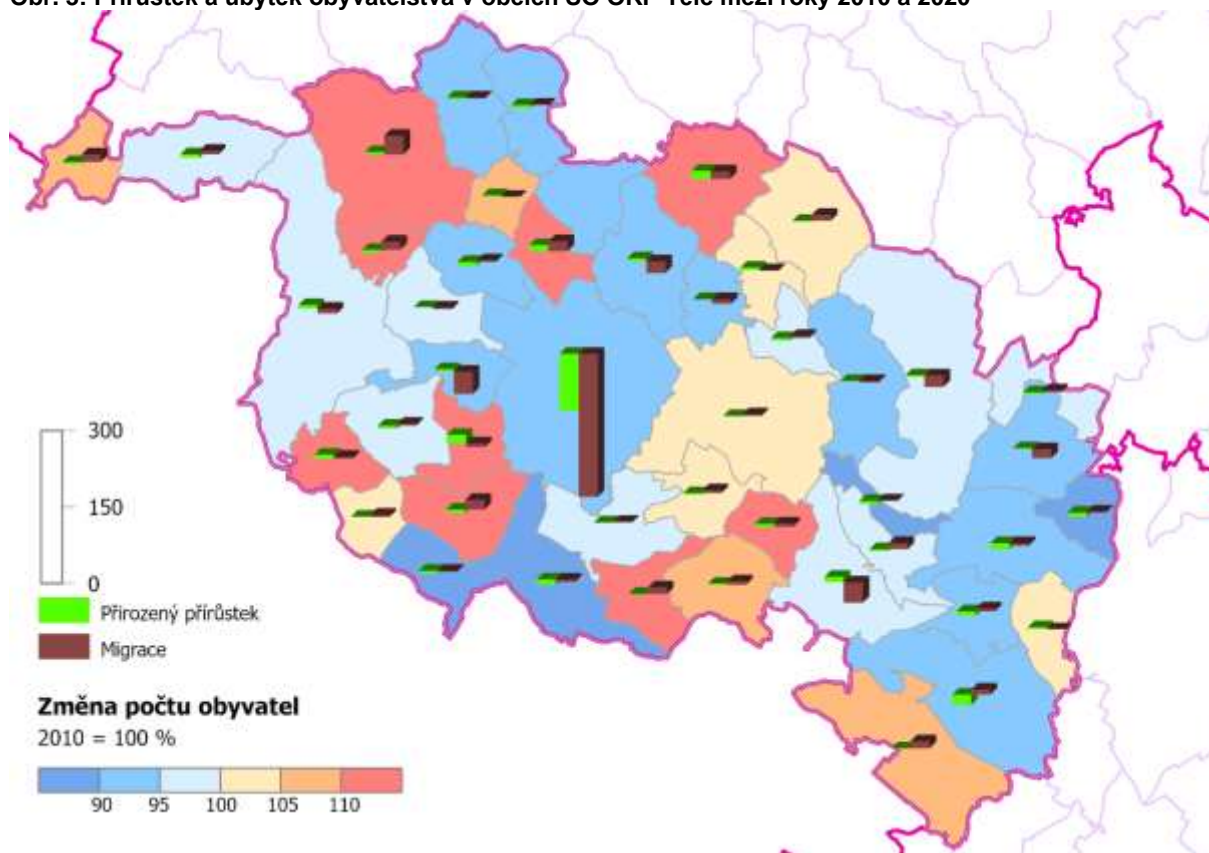 Obr. Přírůstek a úbytek obyvatelstva v obcích SO ORP Telč mezi roky 2010 a 2020
300
150
0
Přirozený přírůstek
Migrace
Změna počtu obyvatel
2010 = 100 %
90 95 100 105 110